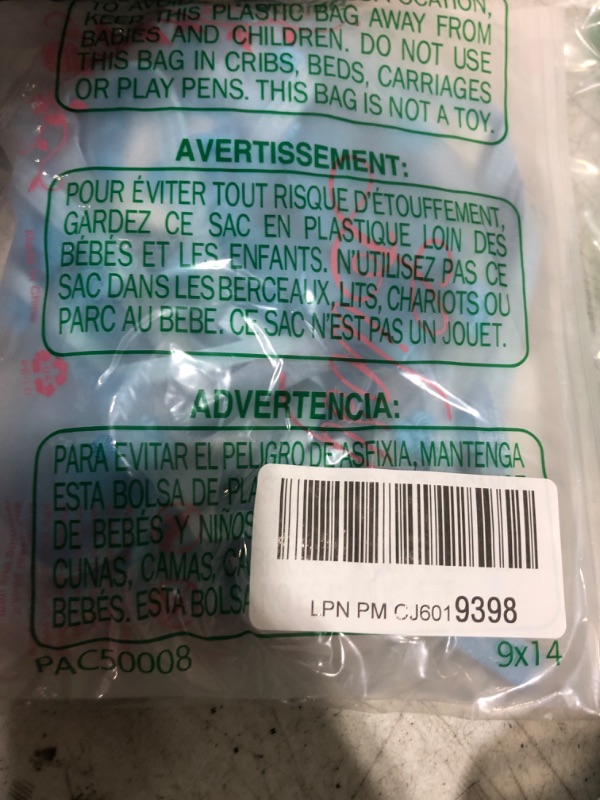 KEEP THIS PLASTIC BAG AWAY FROM
BABIES AND CHILDREN. DO NOT USE
THIS BAG IN CRIBS, BEDS, CARRIAGES
OR PLAY PENS. THIS BAG IS NOT A TOY.
AVERTISSEMENT:
POUR ÉVITER TOUT RISQUE D'ÉTOUFFEMENT,
GARDEZ CE SAC EN PLASTIQUE LOIN DES
BÉBÉS ET LES ENFANTS. N'UTILISEZ PAS CE
SAC DANS LES BERCEAUX, LITS, CHARIOTS OU
PARC AU BEBE. CE SAC N'EST PAS UN JOUET.
ADVERTENCIA:
PARA EVITAR EL PELIGRO DE ASFIXIA, MANTENGA
ESTA BOLSA DE
DE BEBÉS Y NIÑOS
CUNAS, CAMAS,
BEBÉS. ESTA BOLSA
LPN PM CJ6019398
PAC50008
9x14